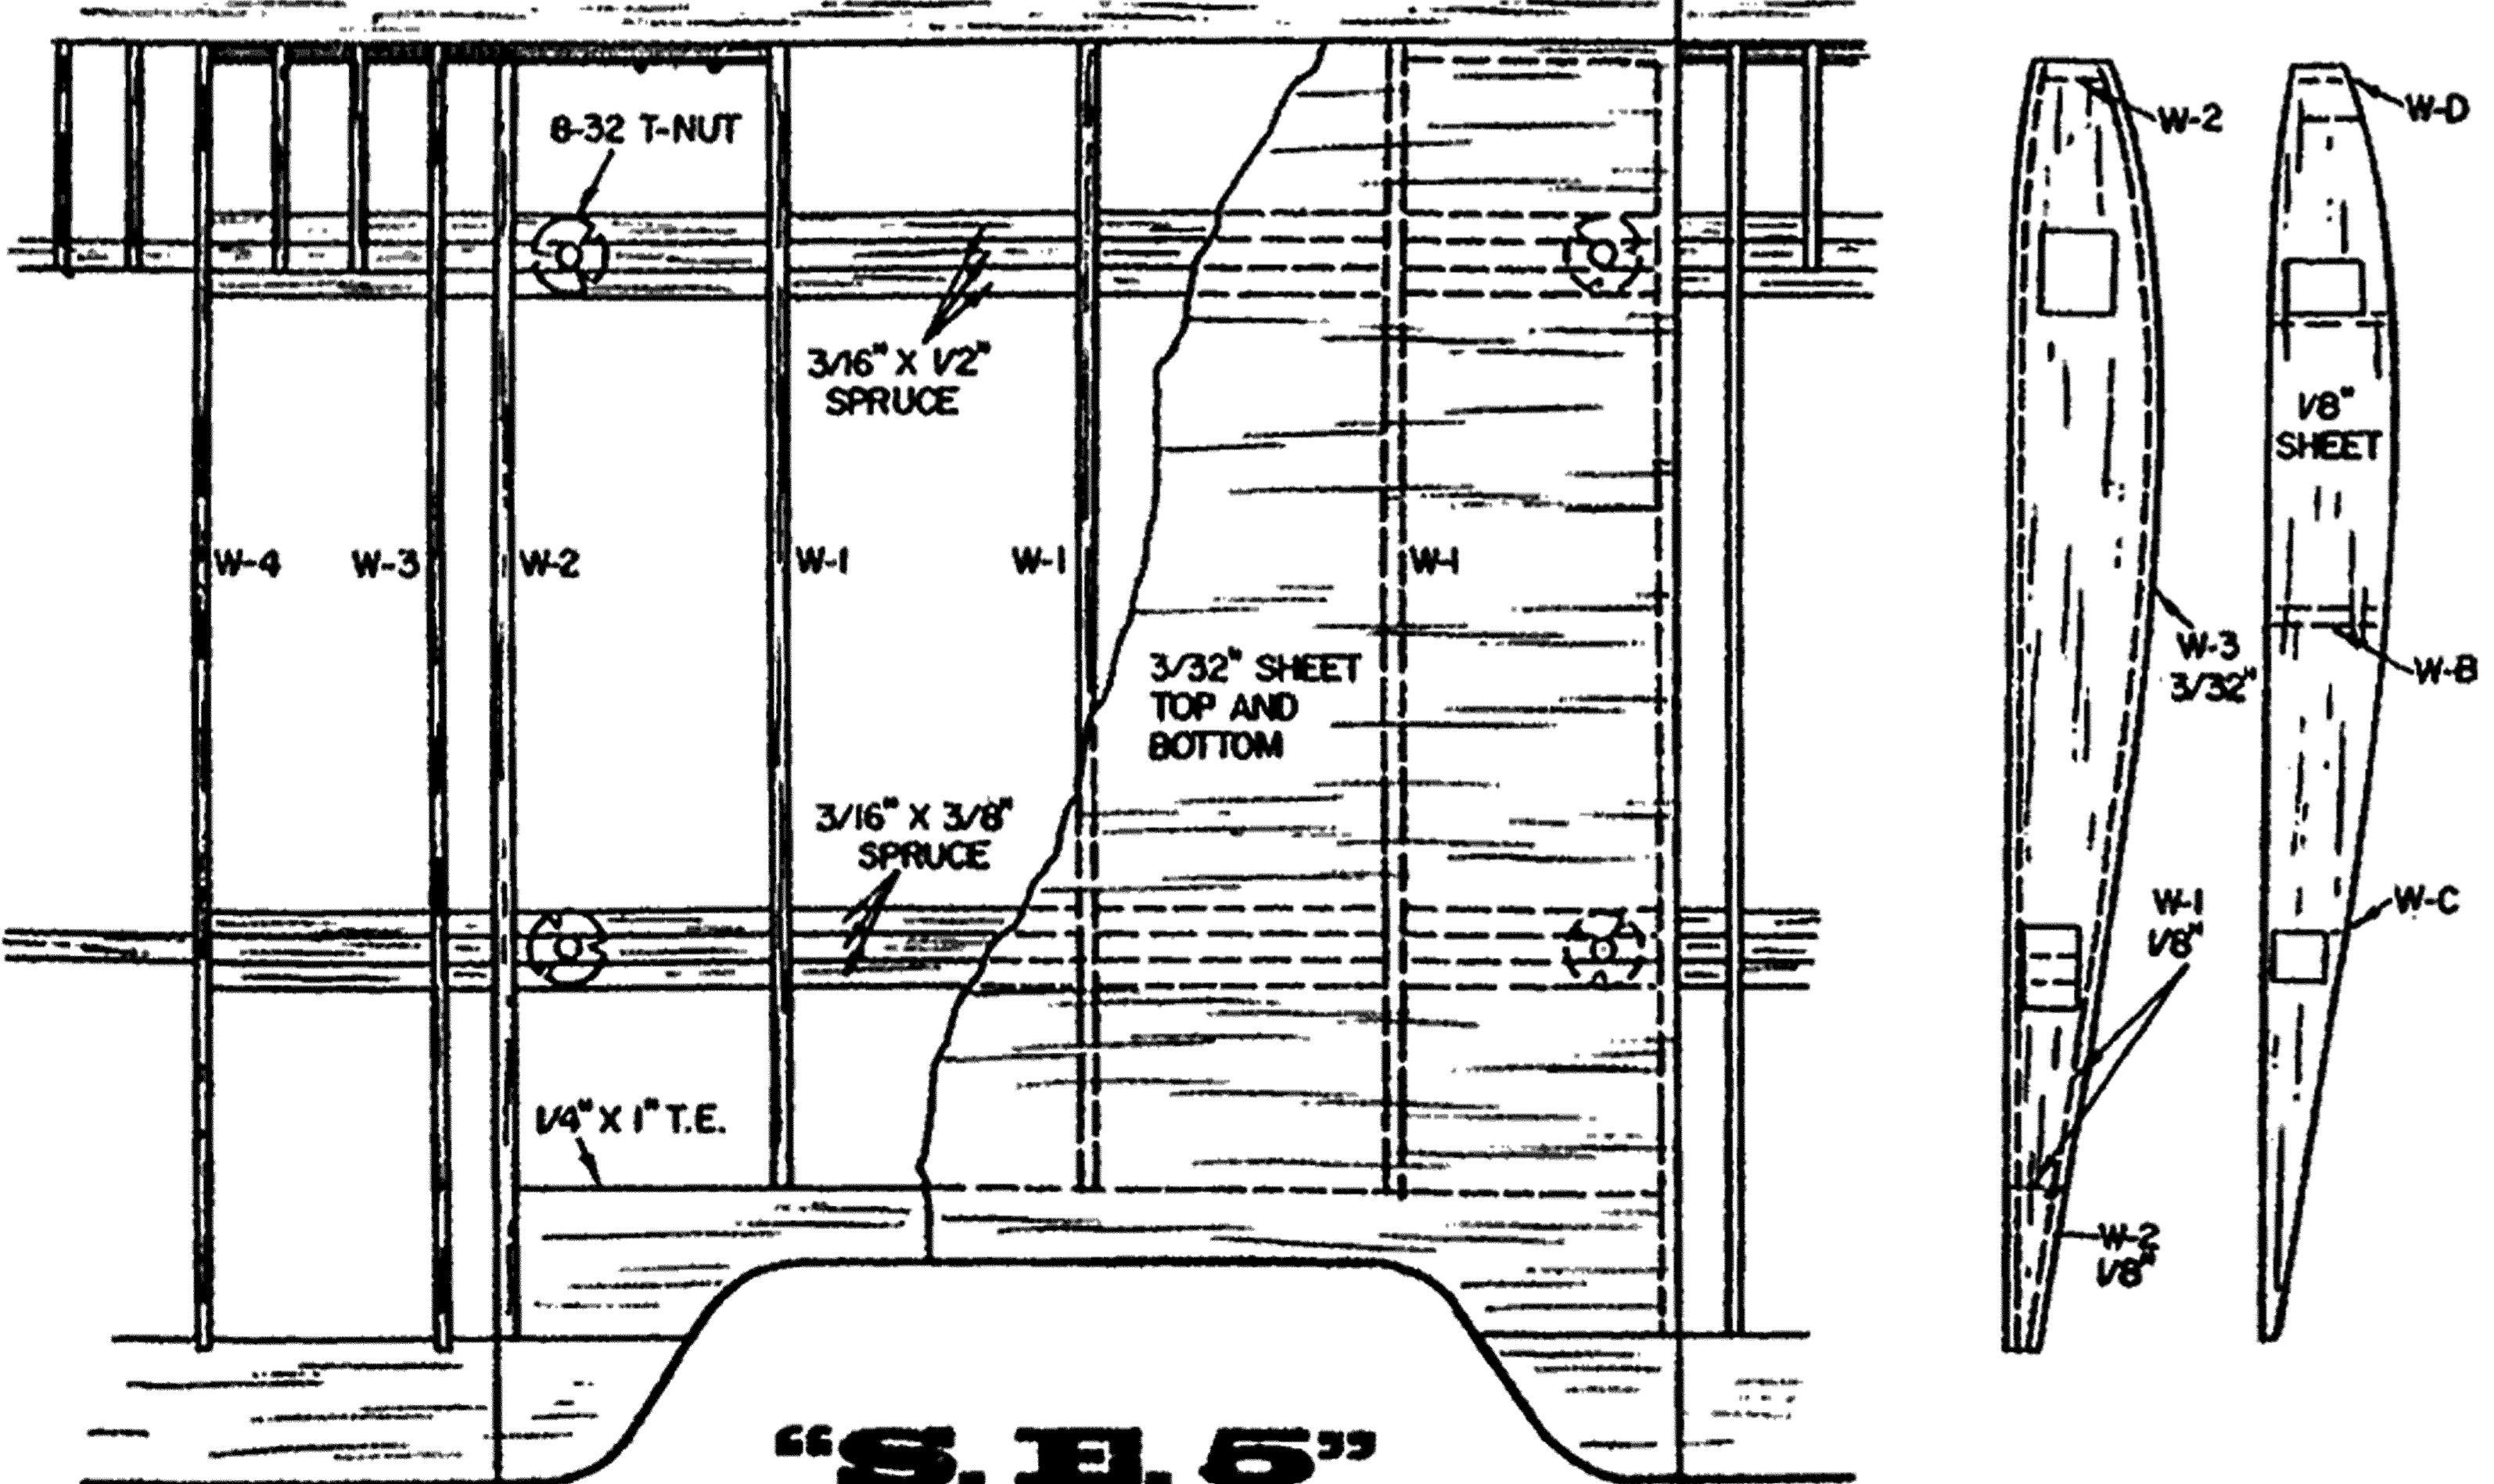 8-32 T-NUT
W-2
W-D
3/16" X 1/2"
SPRUCE
1/8"
SHEET
W-4
W-3
W-2
W-1
W-1
W-1
3/32" SHEET
TOP AND
BOTTOM
W-3
3/32"
W-B
3/16" X 3/8"
SPRUCE
W-1
1/8"
W-C
1/4" X 1" T.E.
W-2
1/8"
"S.E.5"